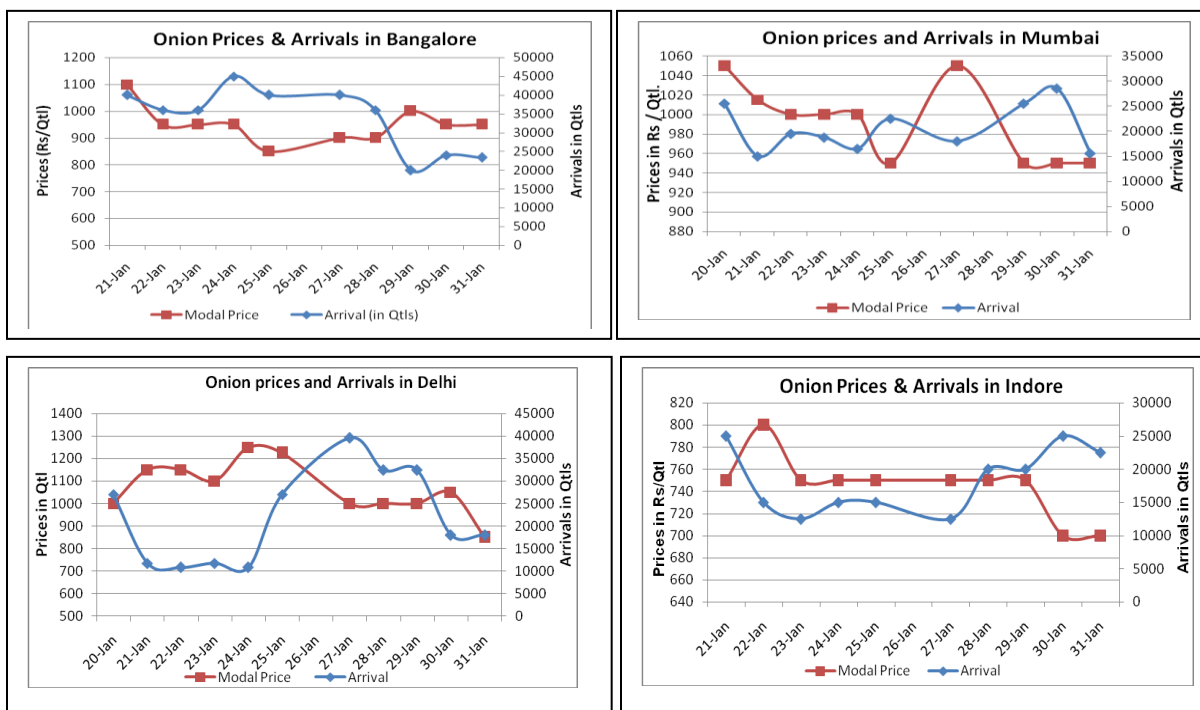 Onion Prices & Arrivals in Bangalore
1200
1100
1000
900
800
700
600
500
Prices (Rs/Qtl)
50000
45000
40000
35000
30000
25000
20000
15000
10000
5000
0
Arrivals in Qtls
21-Jan
22-Jan
23-Jan
24-Jan
25-Jan
26-Jan
27-Jan
28-Jan
29-Jan
30-Jan
31-Jan
Modal Price
Arrival (in Qtls)
Onion prices and Arrivals in Mumbai
1060
1040
1020
1000
980
960
940
920
900
880
Prices in Rs / Qtl.
35000
30000
25000
20000
15000
10000
5000
0
Arrivals in Qtls
20-Jan
21-Jan
22-Jan
23-Jan
24-Jan
25-Jan
26-Jan
27-Jan
28-Jan
29-Jan
30-Jan
31-Jan
Modal Price
Arrival
Onion prices and Arrivals in Delhi
1400
1300
1200
1100
1000
900
800
700
600
500
Prices in Qtl
45000
40000
35000
30000
25000
20000
15000
10000
5000
0
Arrivals in Qtls
20-Jan
21-Jan
22-Jan
23-Jan
24-Jan
25-Jan
26-Jan
27-Jan
28-Jan
29-Jan
30-Jan
31-Jan
Modal Price
Arrival
Onion Prices & Arrivals in Indore
820
800
780
760
740
720
700
680
660
640
Prices in Rs/Qtl
30000
25000
20000
15000
10000
5000
0
Arrivals in Qtls
21-Jan
22-Jan
23-Jan
24-Jan
25-Jan
26-Jan
27-Jan
28-Jan
29-Jan
30-Jan
31-Jan
Modal Price
Arrival